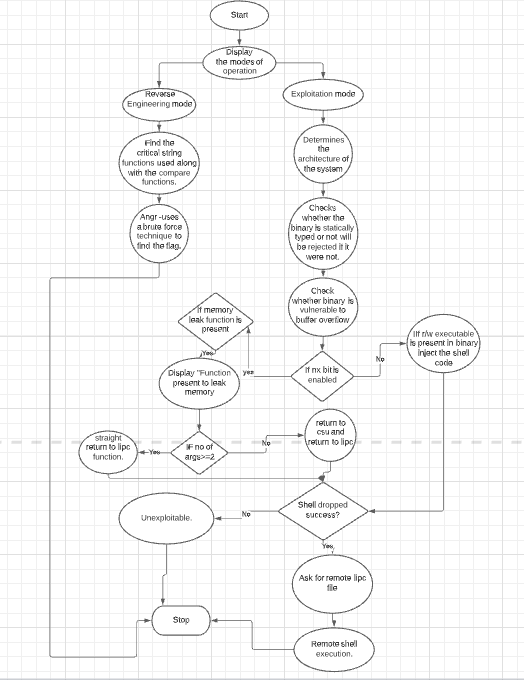 Start
Display
the modes of
operation
Reverse
Engineering mode
Exploitation mode
Find the
critical string
functions used along
with the compare
functions.
Determines
the
architecture of
the system
Angr -uses
a brute force
technique to
find the flag.
Checks
whether the
binary is statically
typed or not will
be rejected if it
were not.
Check
whether binary is
vulnerable to
buffer overflow
If memory
leak function is
present
If nx bit is
enabled
yes
No
IIf r/w executable
is present in binary
inject the shell
code
Yes
Display "Function
present to leak
memory
IF no of
args>=2
Yes
No
straight
return to lipc
function.
return to
csu and
return to lipc
Shell dropped
success?
No
Yes
Unexploitable.
Ask for remote lipc
file
Stop
Remote shell
execution.